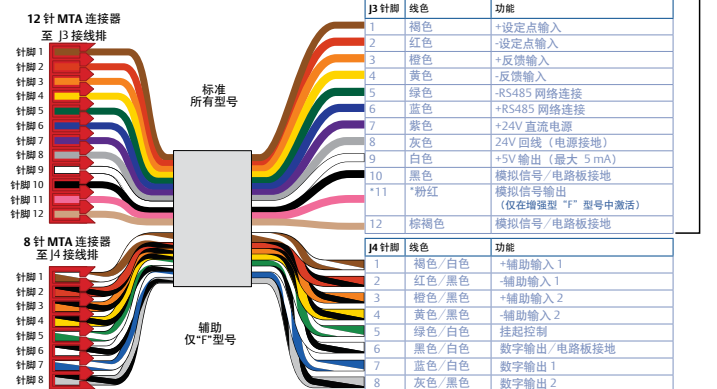 12 针 MTA 连接器
至 J3 接线排
针脚 1
针脚 2
针脚 3
针脚 4
针脚 5
针脚 6
针脚 7
针脚 8
针脚 9
针脚 10
针脚 11
针脚 12
标准
所有型号
J3 针脚 线色 功能
1 褐色 +设定点输入
2 红色 -设定点输入
3 橙色 +反馈输入
4 黄色 -反馈输入
5 绿色 -RS485 网络连接
6 蓝色 +RS485 网络连接
7 紫色 +24V 直流电源
8 灰色 24V 回线（电源接地）
9 白色 +5V 输出（最大 5 mA）
10 黑色 模拟信号/电路板接地
*11 *粉红 模拟信号输出
（仅在增强型“F”型号中激活）
12 棕褐色 模拟信号/电路板接地
8 针 MTA 连接器
至 J4 接线排
针脚 1
针脚 2
针脚 3
针脚 4
针脚 5
针脚 6
针脚 7
针脚 8
辅助
仅“F”型号
J4 针脚 线色 功能
1 褐色/白色 +辅助输入 1
2 红色/黑色 -辅助输入 1
3 橙色/黑色 +辅助输入 2
4 黄色/黑色 -辅助输入 2
5 绿色/白色 挂起控制
6 黑色/白色 数字输出/电路板接地
7 蓝色/白色 数字输出 1
8 灰色/黑色 数字输出 2